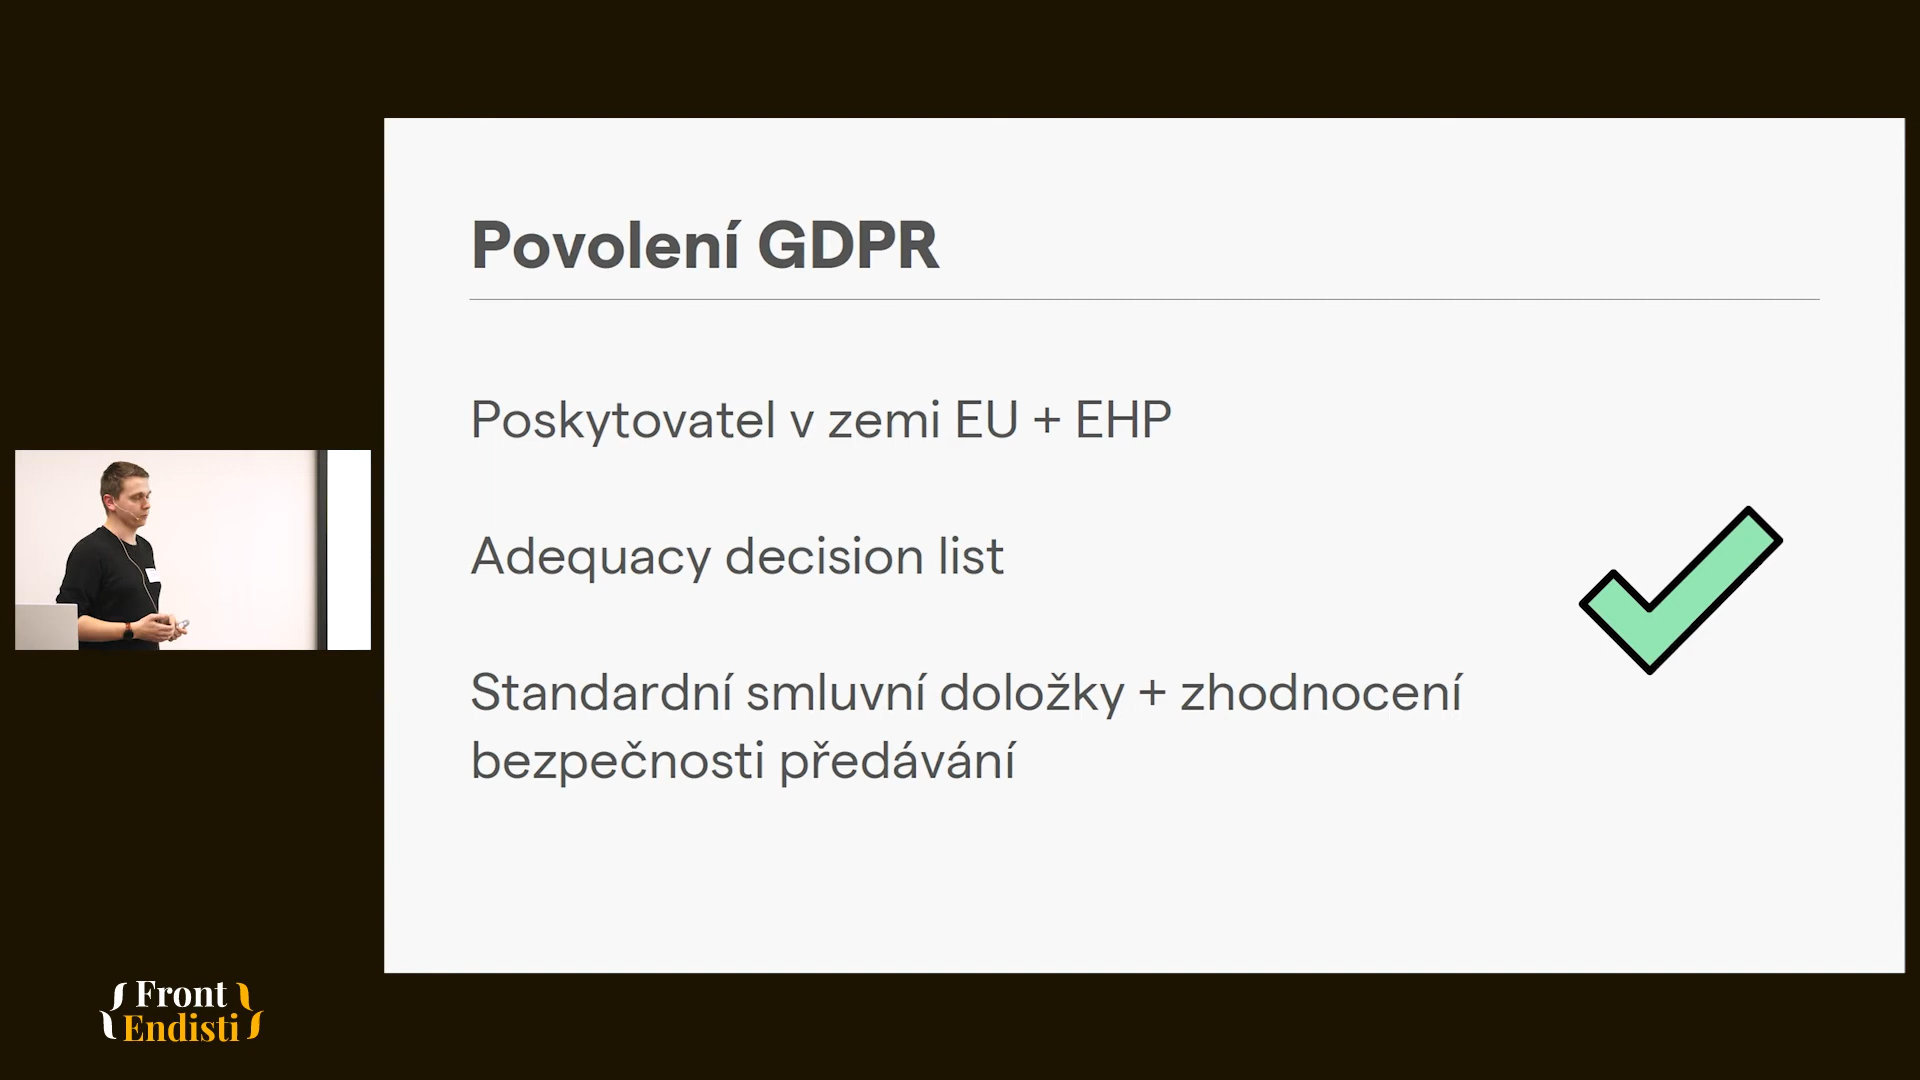 Povolení GDPR
Poskytovatel v zemi EU + EHP
Adequacy decision list
Standardní smluvní doložky + zhodnocení
bezpečnosti předávání
{ Front }
{ Endisti }